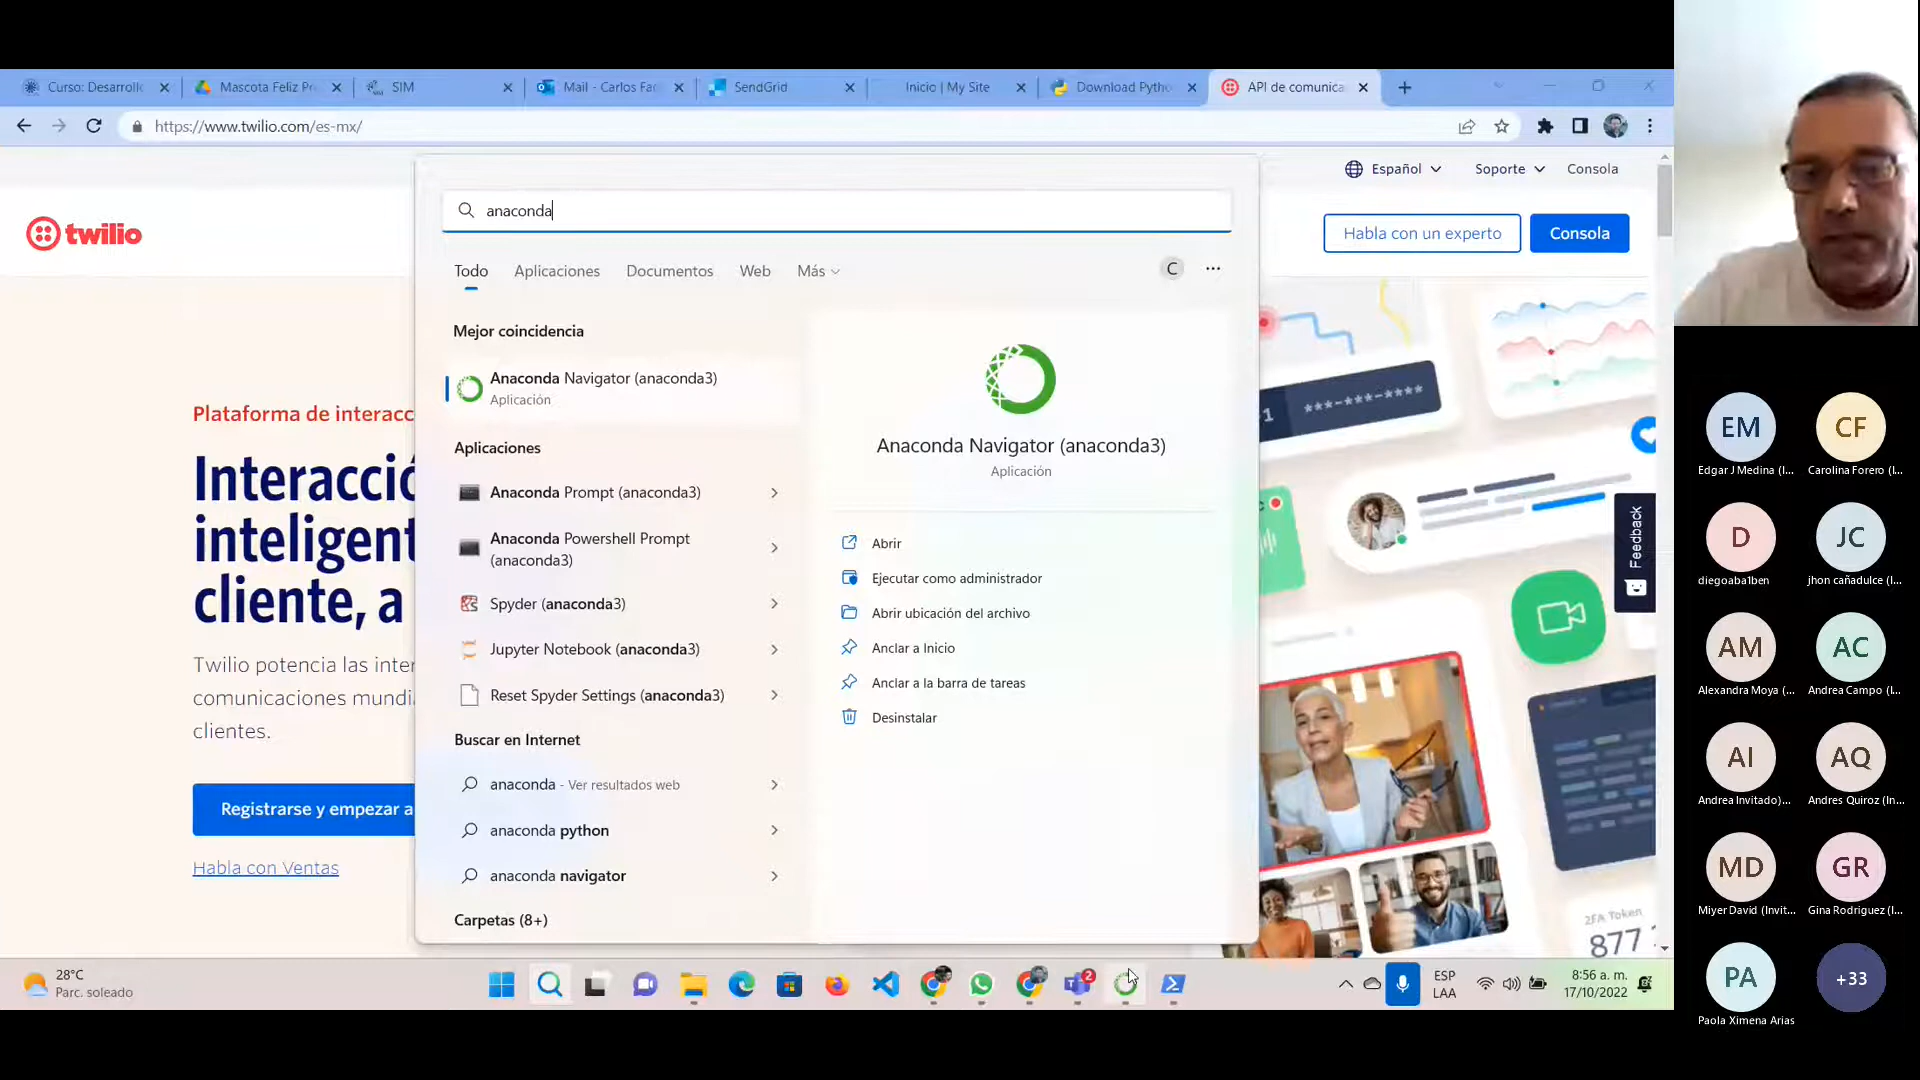 Curso: Desarroll
Mascota Feliz Pr
SIM
Mail - Carlos Fac
SendGrid
Inicio | My Site
Download Pytho
API de comunica
https://www.twilio.com/es-mx/
Español
Soporte
Consola
twilio
Habla con un experto
Consola
anaconda
Todo
Aplicaciones
Documentos
Web
Más
C
Mejor coincidencia
Anaconda Navigator (anaconda3)
Aplicación
Aplicaciones
Anaconda Prompt (anaconda3)
Anaconda Powershell Prompt
(anaconda3)
Spyder (anaconda3)
Jupyter Notebook (anaconda3)
Reset Spyder Settings (anaconda3)
Buscar en Internet
anaconda - Ver resultados web
anaconda python
anaconda navigator
Carpetas (8+)
Anaconda Navigator (anaconda3)
Aplicación
Abrir
Ejecutar como administrador
Abrir ubicación del archivo
Anclar a Inicio
Anclar a la barra de tareas
Desinstalar
Plataforma de interacc
Interacció
inteligent
cliente, a
Twilio potencia las inter
comunicaciones mundi
clientes.
Registrarse y empezar a
Habla con Ventas
1 ***-***-****
Feedback
2FA Token
877
28°C
Parc. soleado
2
ESP
LAA
8:56 a. m.
17/10/2022
EM
Edgar J Medina (I...
CF
Carolina Forero (I...
D
diegoaba1ben
JC
jhon cañadulce (I...
AM
Alexandra Moya (...
AC
Andrea Campo (I...
AI
Andrea Invitado)...
AQ
Andres Quiroz (In...
MD
Miyer David (Invit...
GR
Gina Rodriguez (I...
PA
Paola Ximena Arias
+33